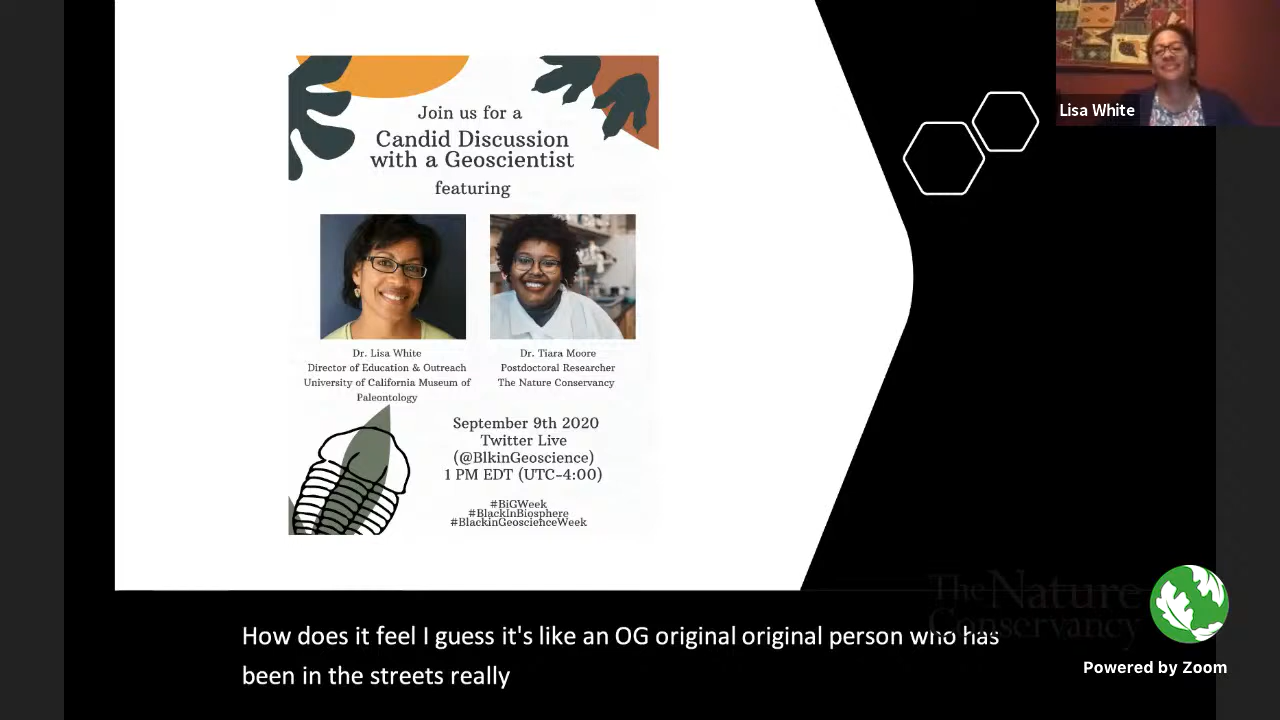 Join us for a
Candid Discussion
with a Geoscientist
featuring
Dr. Lisa White
Director of Education & Outreach
University of California Museum of
Paleontology
Dr. Tiara Moore
Postdoctoral Researcher
The Nature Conservancy
September 9th 2020
Twitter Live
(@BlkinGeoscience)
1 PM EDT (UTC-4:00)
#BiGWeek
#BlackInBiosphere
#BlackinGeoscienceWeek
Lisa White
The Nature
Conservancy
How does it feel I guess it's like an OG original original person who has
been in the streets really
Powered by Zoom